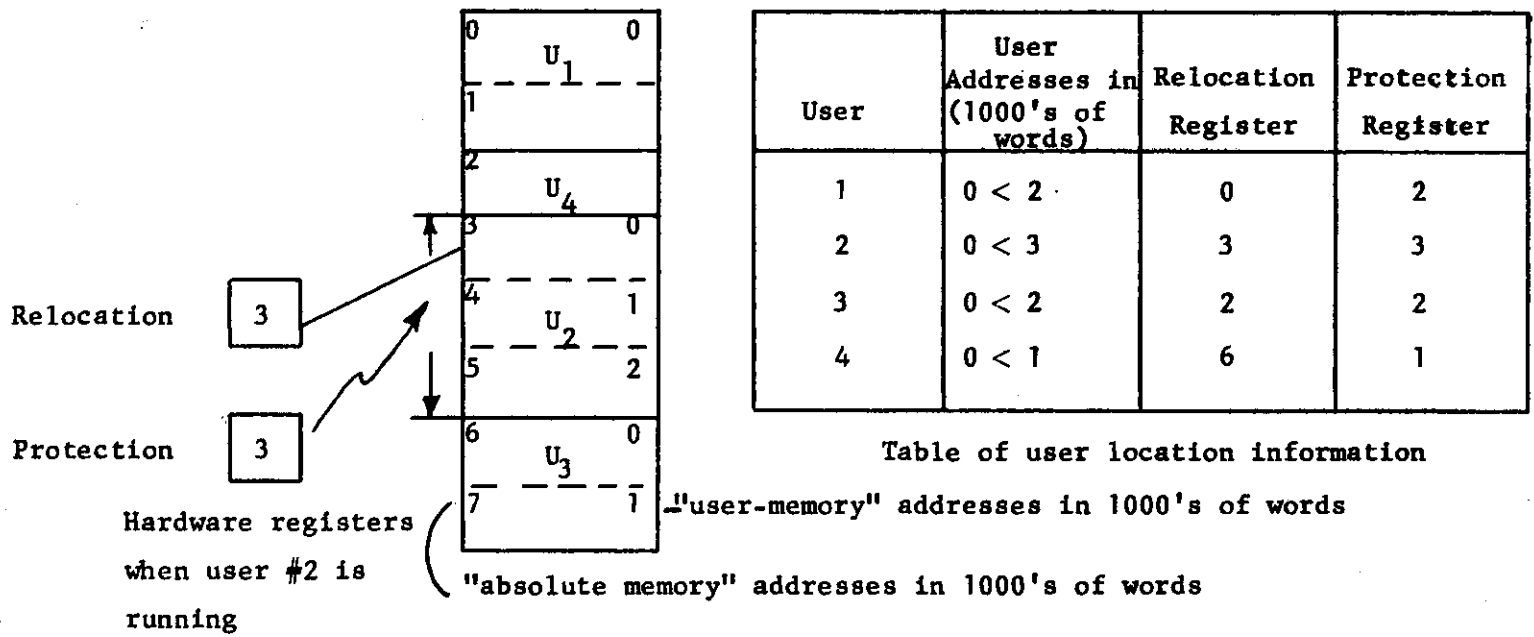 0 0
U1
1
2
U4
3 0
4 1
U2
5 2
6 0
U3
7 1
Relocation 3
Protection 3
Hardware registers
when user #2 is
running
"user-memory" addresses in 1000's of words
"absolute memory" addresses in 1000's of words
User
User
Addresses in
(1000's of
words)
Relocation
Register
Protection
Register
1 0 < 2 0 2
2 0 < 3 3 3
3 0 < 2 2 2
4 0 < 1 6 1
Table of user location information